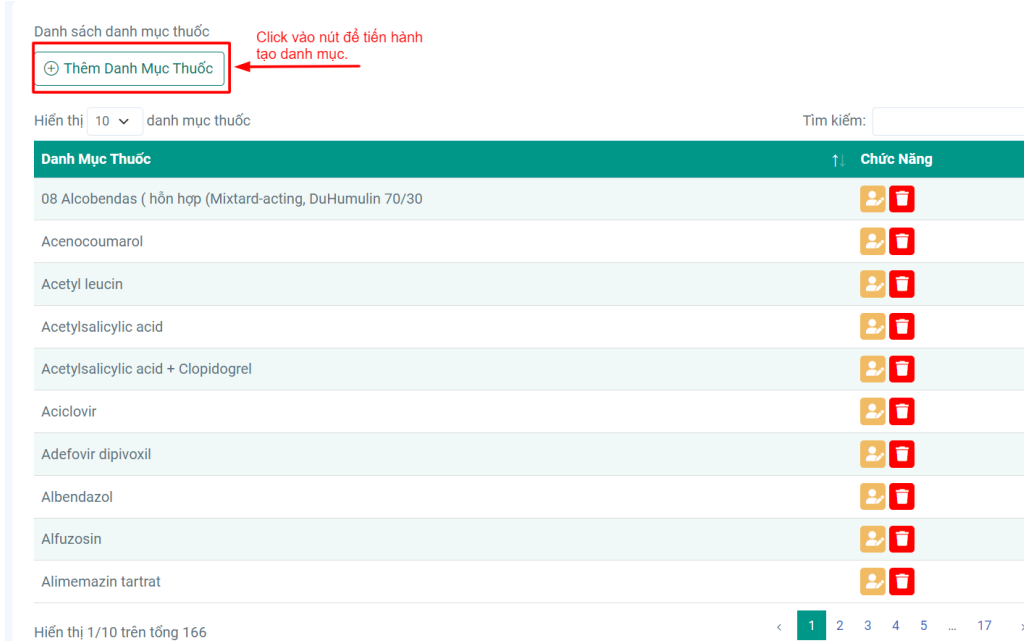 Danh sách danh mục thuốc
Click vào nút để tiến hành
tạo danh mục.
Thêm Danh Mục Thuốc
Hiển thị 10 danh mục thuốc
Tìm kiếm:
Danh Mục Thuốc Chức Năng
08 Alcobendas ( hỗn hợp (Mixtard-acting, DuHumulin 70/30
Acenocoumarol
Acetyl leucin
Acetylsalicylic acid
Acetylsalicylic acid + Clopidogrel
Aciclovir
Adefovir dipivoxil
Albendazol
Alfuzosin
Alimemazin tartrat
Hiển thị 1/10 trên tổng 166
‹ 1 2 3 4 5 ... 17 ›